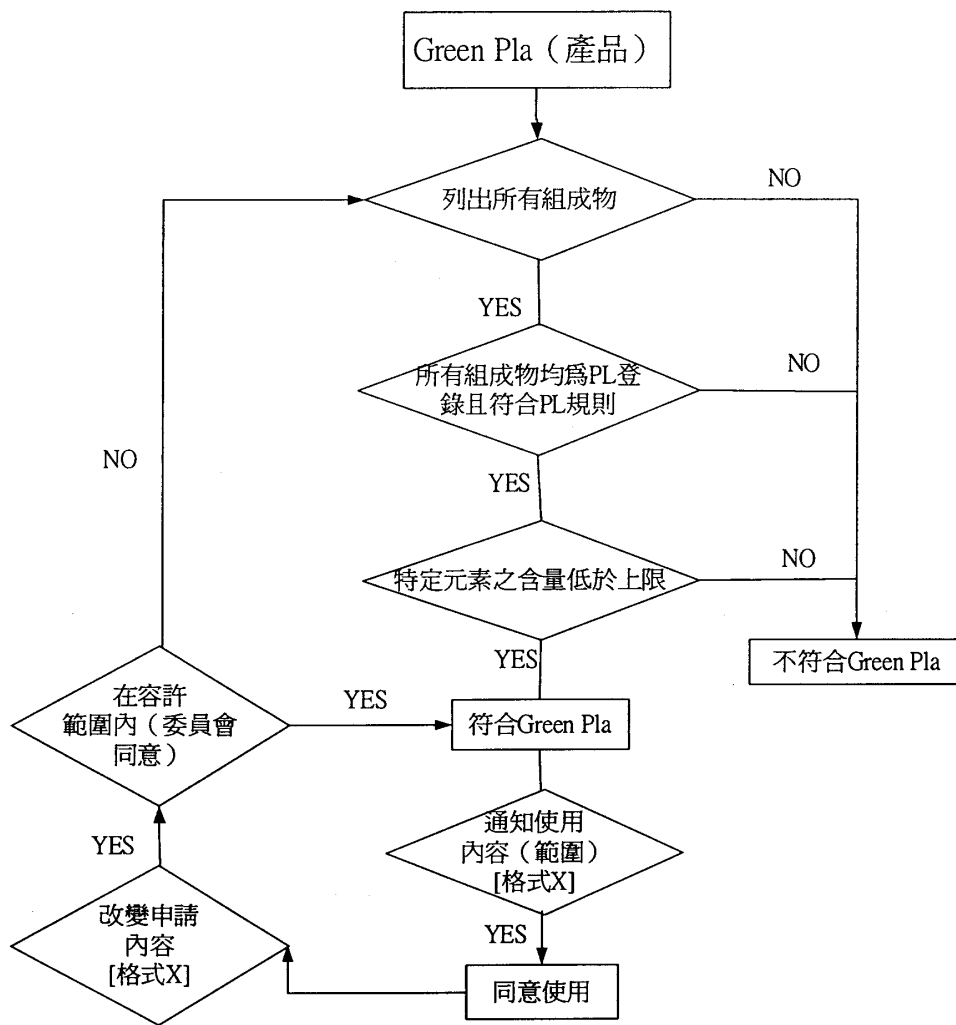 Green Pla（產品）
列出所有組成物
NO
YES
所有組成物均爲PL登
錄且符合PL規則
NO
NO
YES
特定元素之含量低於上限
NO
YES
不符合Green Pla
在容許
範圍內（委員會
同意）
YES
符合Green Pla
通知使用
內容（範圍）
[格式X]
YES
YES
改變申請
內容
[格式X]
同意使用